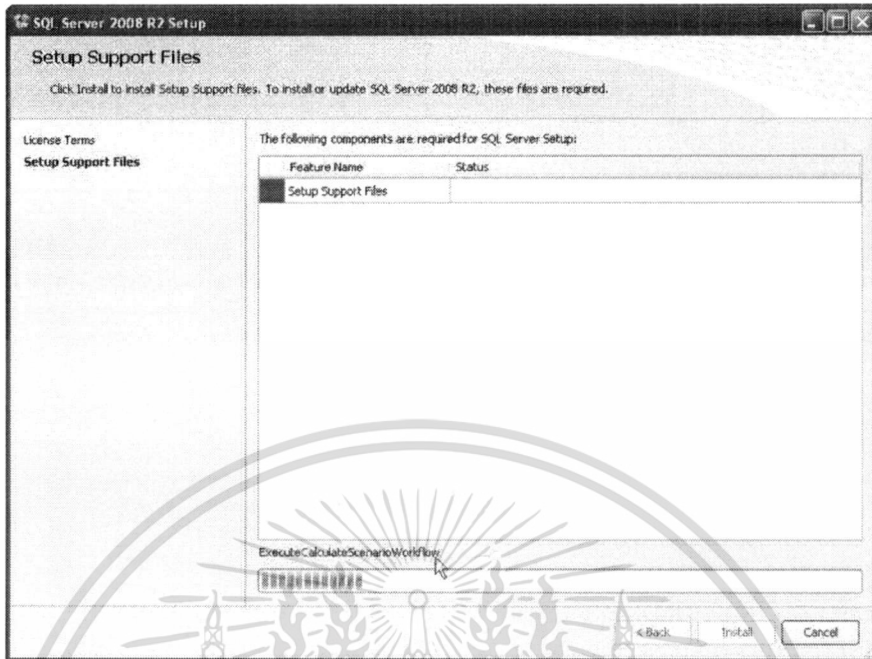 SQL Server 2008 R2 Setup
Setup Support Files
Click Install to install Setup Support files. To install or update SQL Server 2008 R2, these files are required.
License Terms
Setup Support Files
The following components are required for SQL Server Setup:
Feature Name Status
Setup Support Files
ExecuteCalculateScenarioWorkflow
< Back Install Cancel